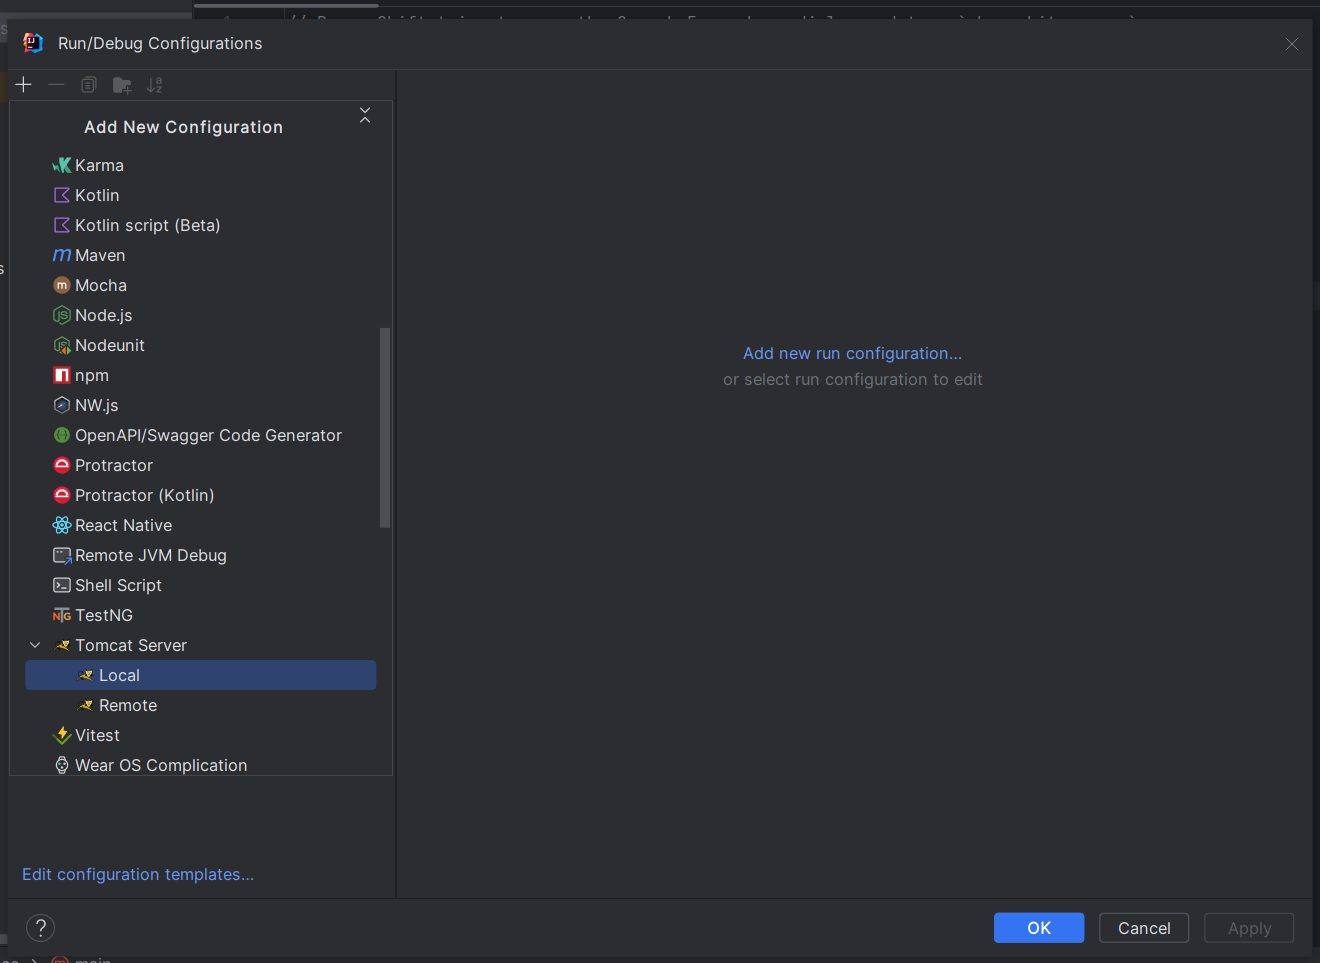 Run/Debug Configurations
Add New Configuration
Karma
Kotlin
Kotlin script (Beta)
Maven
Mocha
Node.js
Nodeunit
npm
NW.js
OpenAPI/Swagger Code Generator
Protractor
Protractor (Kotlin)
React Native
Remote JVM Debug
Shell Script
TestNG
Tomcat Server
Local
Remote
Vitest
Wear OS Complication
Add new run configuration...
or select run configuration to edit
Edit configuration templates...
?
OK
Cancel
Apply